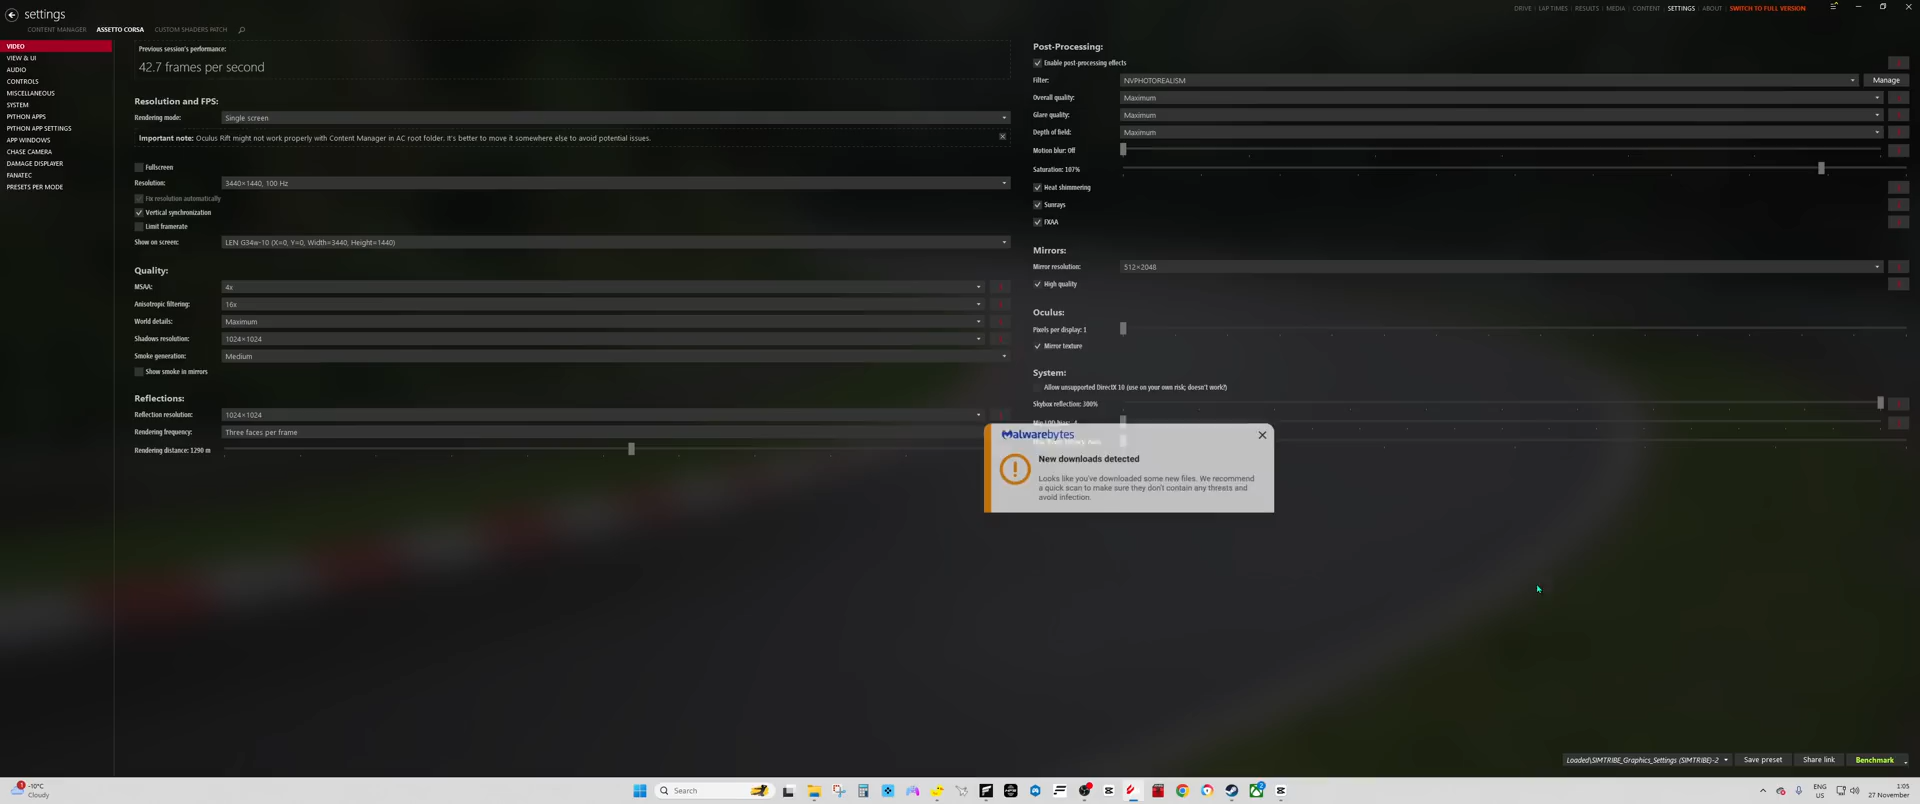 settings
DRIVE | LAP TIMES | RESULTS | MEDIA | CONTENT | SETTINGS | ABOUT | SWITCH TO FULL VERSION
CONTENT MANAGER ASSETTO CORSA CUSTOM SHADERS PATCH
VIDEO
VIEW & UI
AUDIO
CONTROLS
MISCELLANEOUS
SYSTEM
PYTHON APPS
PYTHON APP SETTINGS
APP WINDOWS
CHASE CAMERA
DAMAGE DISPLAYER
FANATEC
PRESETS PER MODE
Previous session's performance:
42.7 frames per second
Resolution and FPS:
Rendering mode: Single screen
Important note: Oculus Rift might not work properly with Content Manager in AC root folder. It's better to move it somewhere else to avoid potential issues.
Fullscreen
Resolution: 3440×1440, 100 Hz
Fix resolution automatically
Vertical synchronization
Limit framerate
Show on screen: LEN G34w-10 (X=0, Y=0, Width=3440, Height=1440)
Quality:
MSAA: 4x
Anisotropic filtering: 16x
World details: Maximum
Shadows resolution: 1024×1024
Smoke generation: Medium
Show smoke in mirrors
Reflections:
Reflection resolution: 1024×1024
Rendering frequency: Three faces per frame
Rendering distance: 1290 m
Post-Processing:
Enable post-processing effects
Filter: NVPHOTOREALISM Manage
Overall quality: Maximum
Glare quality: Maximum
Depth of field: Maximum
Motion blur: Off
Saturation: 107%
Heat shimmering
Sunrays
FXAA
Mirrors:
Mirror resolution: 512×2048
High quality
Oculus:
Pixels per display: 1
Mirror texture
System:
Allow unsupported DirectX 10 (use on your own risk; doesn't work?)
Skybox reflection: 300%
Malwarebytes
New downloads detected
Looks like you've downloaded some new files. We recommend
a quick scan to make sure they don't contain any threats and
avoid infection.
Loaded\SIMTRIBE_Graphics_Settings (SIMTRIBE)-2 Save preset Share link Benchmark
1
-10°C
Cloudy
Search
2
ENG
US
1:05
27 November